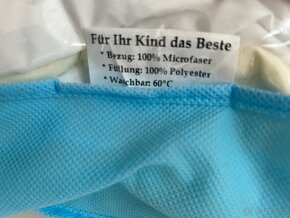 Für Ihr Kind das Beste
* Bezug: 100% Microfaser
* Füllung: 100% Polyester
* Waschbar: 60°C